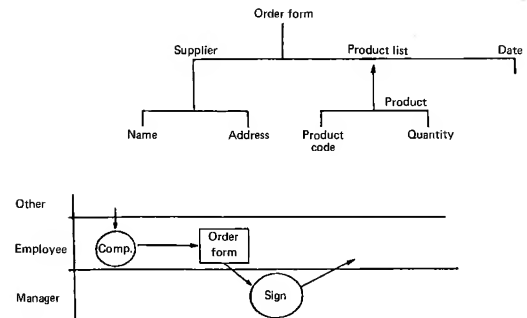 Order form
Supplier
Product list
Date
Product
Name
Address
Product
code
Quantity
Other
Employee
Comp.
Order
form
Manager
Sign